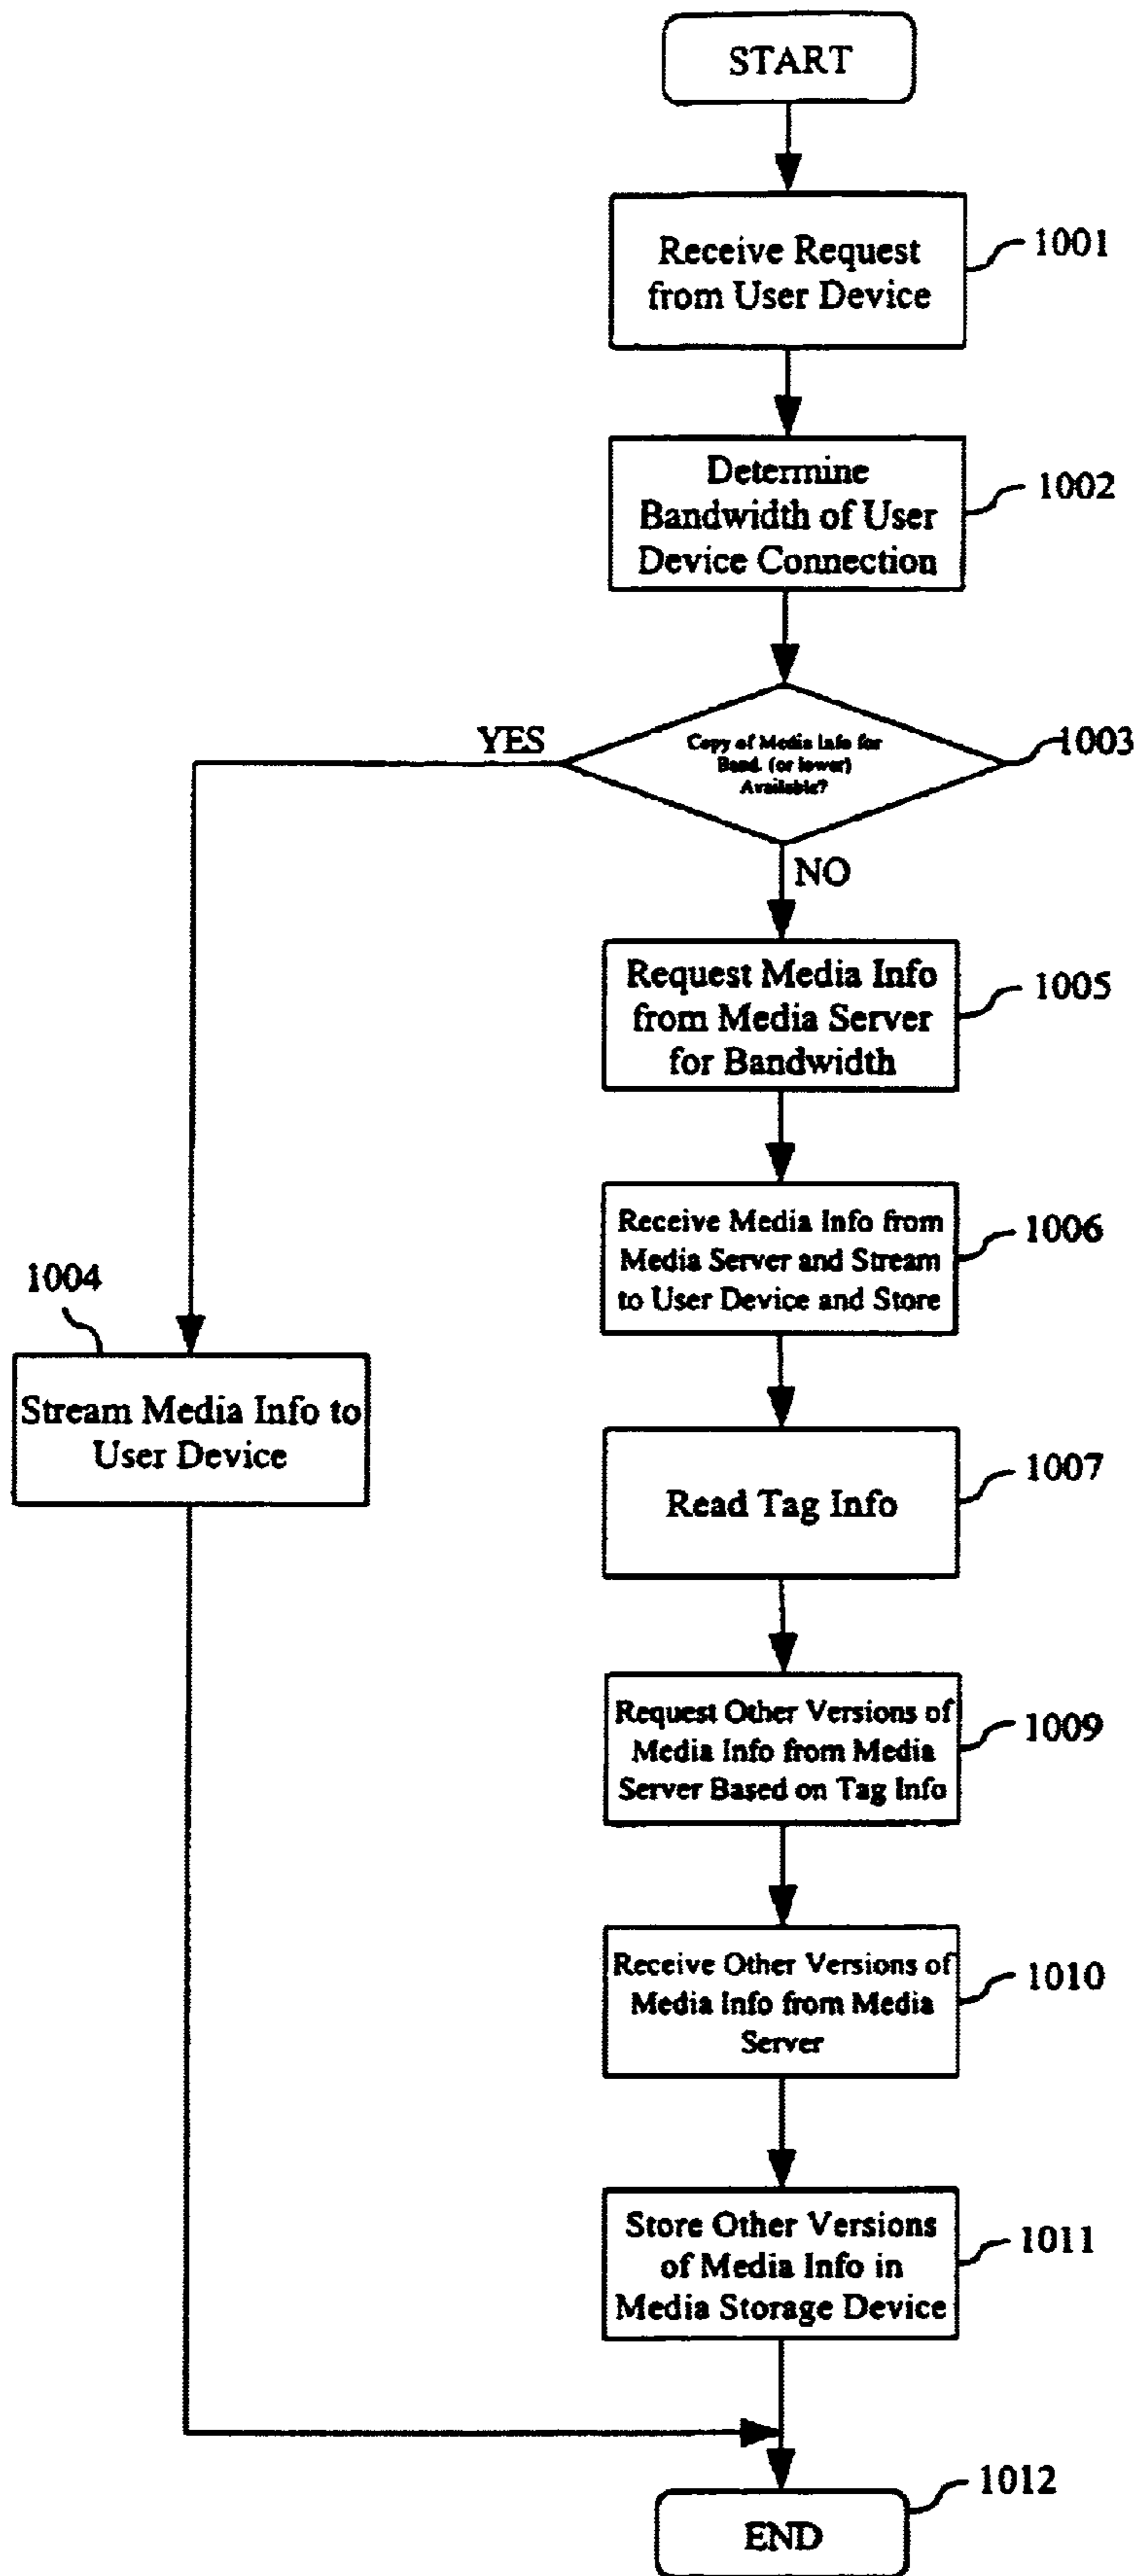 START
Receive Request
from User Device
1001
Determine
Bandwidth of User
Device Connection
1002
YES
Copy of Media Info for
Band. (or lower)
Available?
1003
NO
Request Media Info
from Media Server
for Bandwidth
1005
Receive Media Info from
Media Server and Stream
to User Device and Store
1006
1004
Stream Media Info to
User Device
Read Tag Info
1007
Request Other Versions of
Media Info from Media
Server Based on Tag Info
1009
Receive Other Versions of
Media Info from Media
Server
1010
Store Other Versions
of Media Info in
Media Storage Device
1011
END
1012